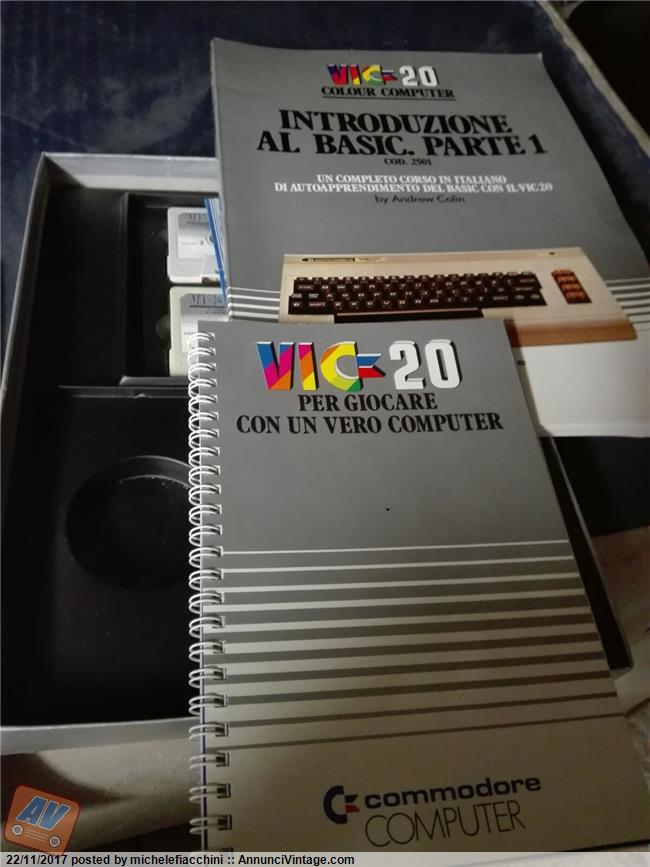 VIC-20
COLOUR COMPUTER
INTRODUZIONE
AL BASIC. PARTE 1
COD. 2501
UN COMPLETO CORSO IN ITALIANO
DI AUTOAPPRENDIMENTO DEL BASIC CON IL VIC 20
by Andrew Colin
commodore VIC
VIC-20
PER GIOCARE
CON UN VERO COMPUTER
commodore
COMPUTER
AV
22/11/2017 posted by michelefiacchini :: AnnunciVintage.com